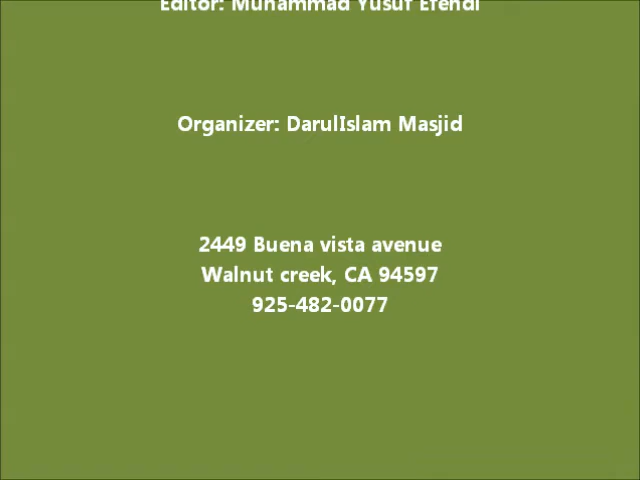 Editor: Muhammad Yusuf Efendi
Organizer: DarulIslam Masjid
2449 Buena vista avenue
Walnut creek, CA 94597
925-482-0077